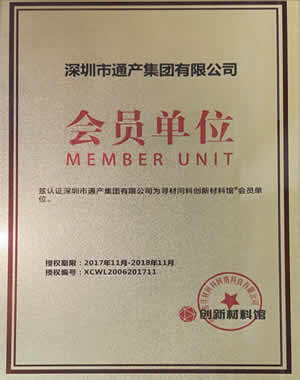 深圳市通产集团有限公司
会员单位
MEMBER UNIT
兹认证深圳市通产集团有限公司为寻材问料创新材料馆“会员单
位。
授权期限：2017年11月-2018年11月
授权编号：XCWL2006201711
创新材料馆